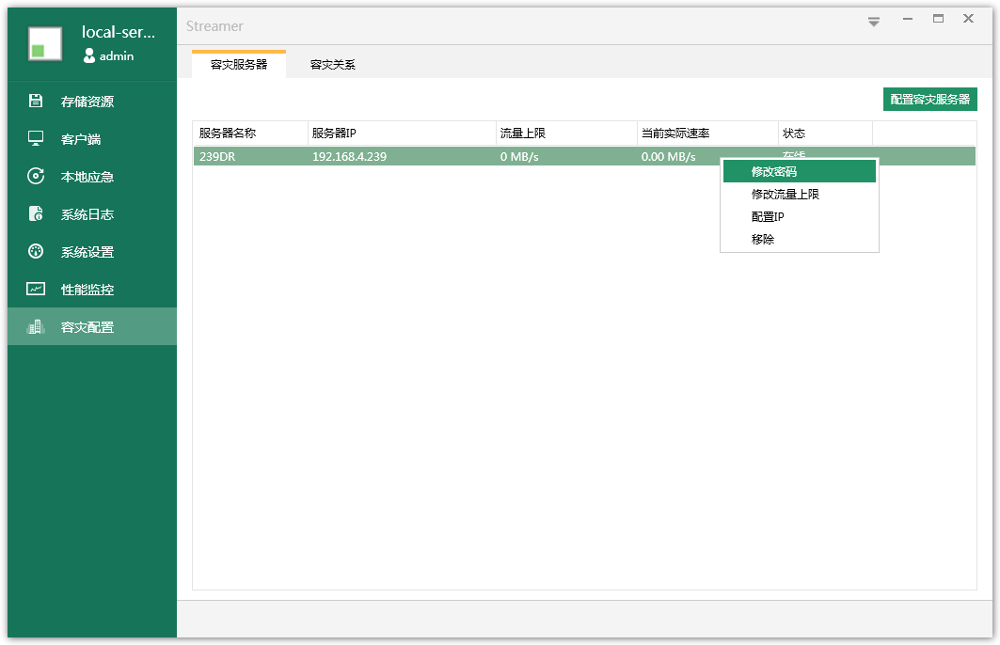 local-ser...
admin
存储资源
客户端
本地应急
系统日志
系统设置
性能监控
容灾配置
Streamer
容灾服务器 容灾关系
配置容灾服务器
服务器名称 服务器IP 流量上限 当前实际速率 状态
239DR 192.168.4.239 0 MB/s 0.00 MB/s 在线
修改密码
修改流量上限
配置IP
移除